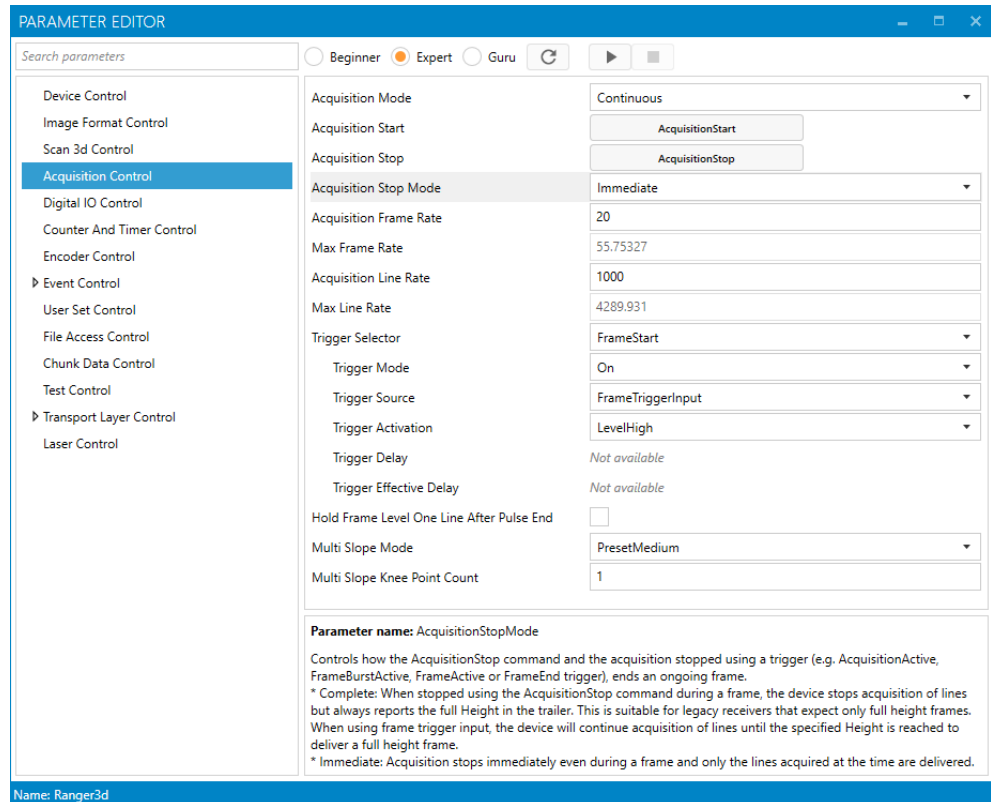 PARAMETER EDITOR
Search parameters
Beginner Expert Guru
Device Control
Image Format Control
Scan 3d Control
Acquisition Control
Digital IO Control
Counter And Timer Control
Encoder Control
Event Control
User Set Control
File Access Control
Chunk Data Control
Test Control
Transport Layer Control
Laser Control
Acquisition Mode Continuous
Acquisition Start AcquisitionStart
Acquisition Stop AcquisitionStop
Acquisition Stop Mode Immediate
Acquisition Frame Rate 20
Max Frame Rate 55.75327
Acquisition Line Rate 1000
Max Line Rate 4289.931
Trigger Selector FrameStart
Trigger Mode On
Trigger Source FrameTriggerInput
Trigger Activation LevelHigh
Trigger Delay Not available
Trigger Effective Delay Not available
Hold Frame Level One Line After Pulse End
Multi Slope Mode PresetMedium
Multi Slope Knee Point Count 1
Parameter name: AcquisitionStopMode
Controls how the AcquisitionStop command and the acquisition stopped using a trigger (e.g. AcquisitionActive,
FrameBurstActive, FrameActive or FrameEnd trigger), ends an ongoing frame.
* Complete: When stopped using the AcquisitionStop command during a frame, the device stops acquisition of lines
but always reports the full Height in the trailer. This is suitable for legacy receivers that expect only full height frames.
When using frame trigger input, the device will continue acquisition of lines until the specified Height is reached to
deliver a full height frame.
* Immediate: Acquisition stops immediately even during a frame and only the lines acquired at the time are delivered.
Name: Ranger3d